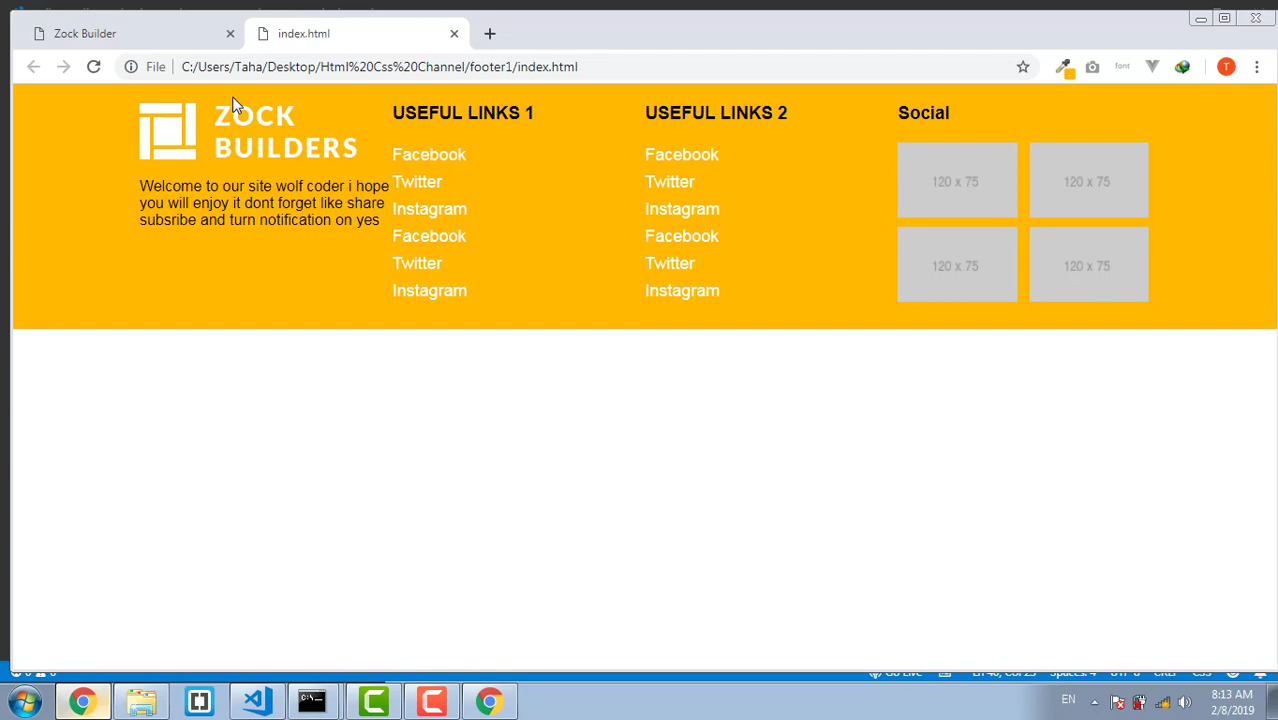 Zock Builder
index.html
File C:/Users/Taha/Desktop/Html%20Css%20Channel/footer1/index.html
font
T
ZOCK
BUILDERS
Welcome to our site wolf coder i hope
you will enjoy it dont forget like share
subsribe and turn notification on yes
USEFUL LINKS 1
Facebook
Twitter
Instagram
Facebook
Twitter
Instagram
USEFUL LINKS 2
Facebook
Twitter
Instagram
Facebook
Twitter
Instagram
Social
120 x 75
120 x 75
120 x 75
120 x 75
EN
8:13 AM
2/8/2019